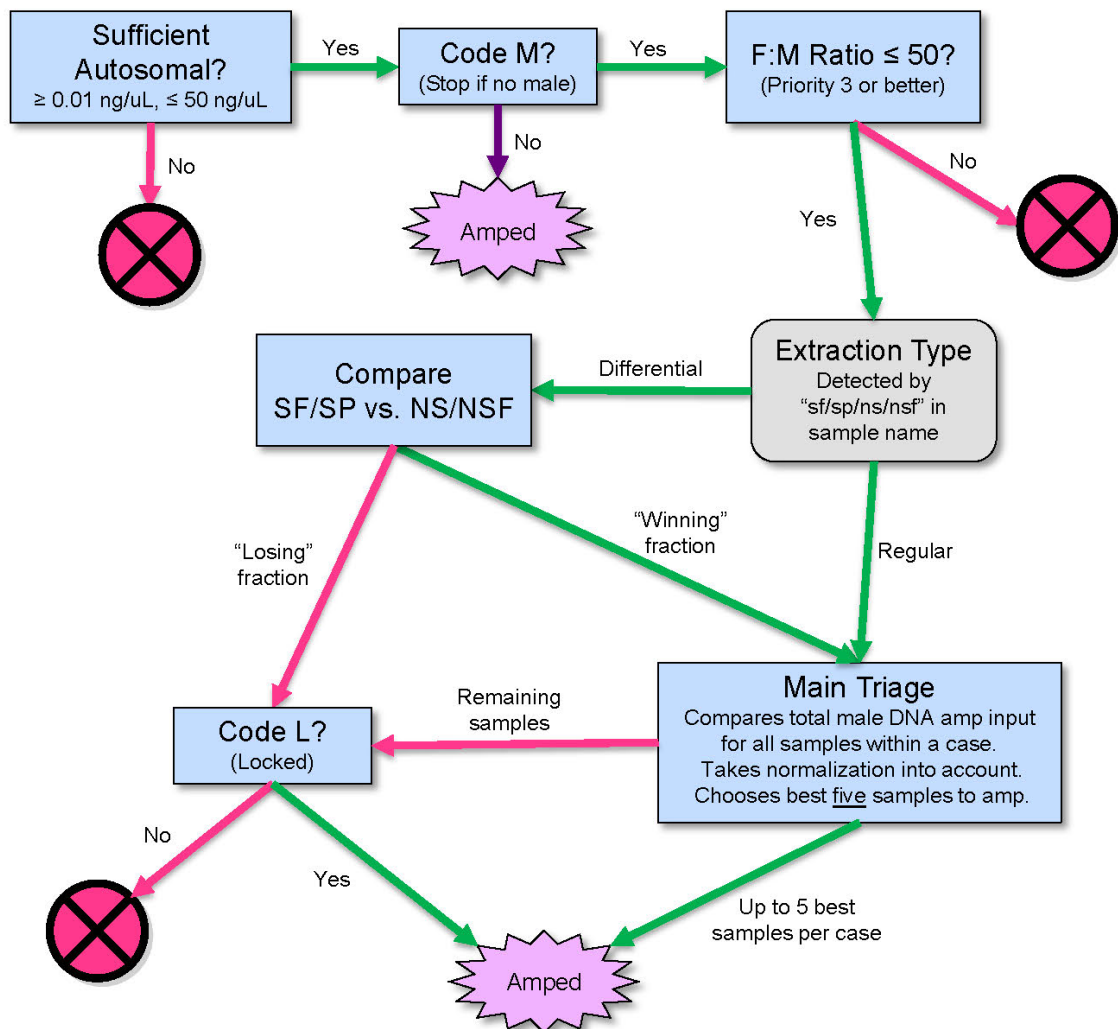 Sufficient
Autosomal?
≥ 0.01 ng/uL, ≤ 50 ng/uL
Yes
Code M?
(Stop if no male)
Yes
F:M Ratio ≤ 50?
(Priority 3 or better)
No
No
No
Amped
Yes
Extraction Type
Detected by
“sf/sp/ns/nsf” in
sample name
Differential
Compare
SF/SP vs. NS/NSF
“Losing”
fraction
“Winning”
fraction
Regular
Main Triage
Compares total male DNA amp input
for all samples within a case.
Takes normalization into account.
Chooses best five samples to amp.
Remaining
samples
Code L?
(Locked)
No
Yes
Up to 5 best
samples per case
Amped